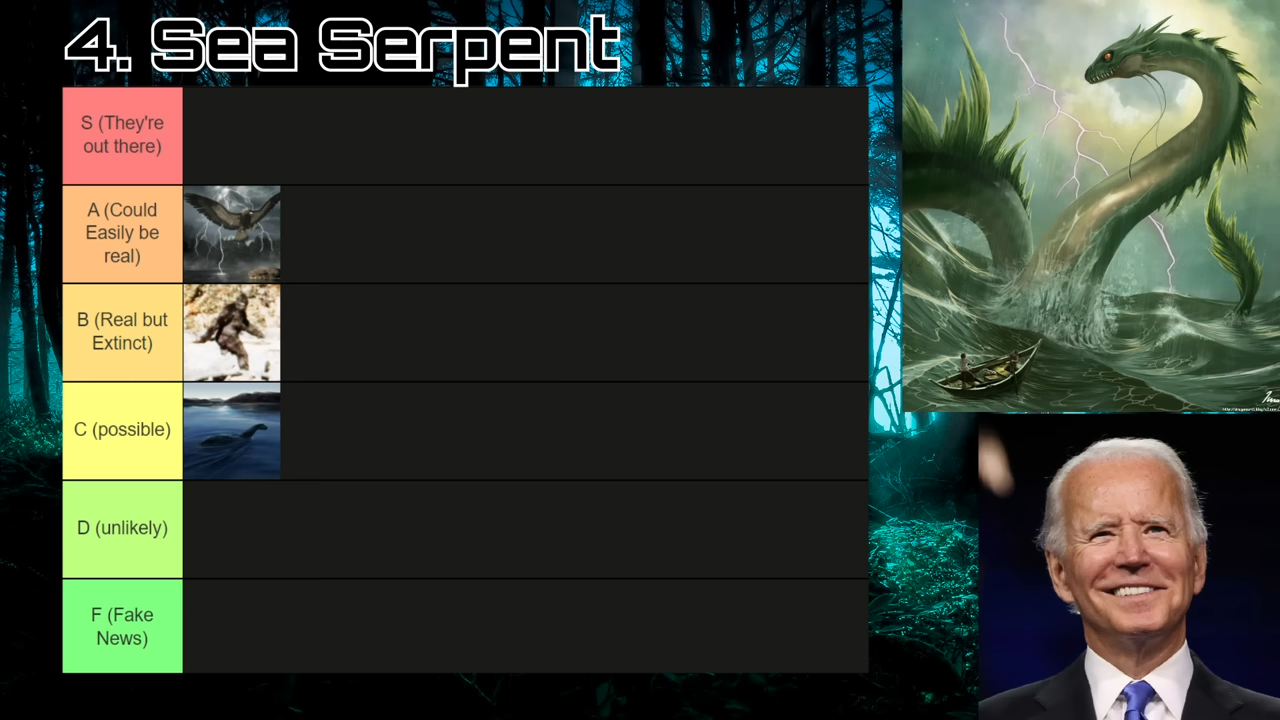 4. Sea Serpent
S (They're
out there)
A (Could
Easily be
real)
B (Real but
Extinct)
C (possible)
D (unlikely)
F (Fake
News)